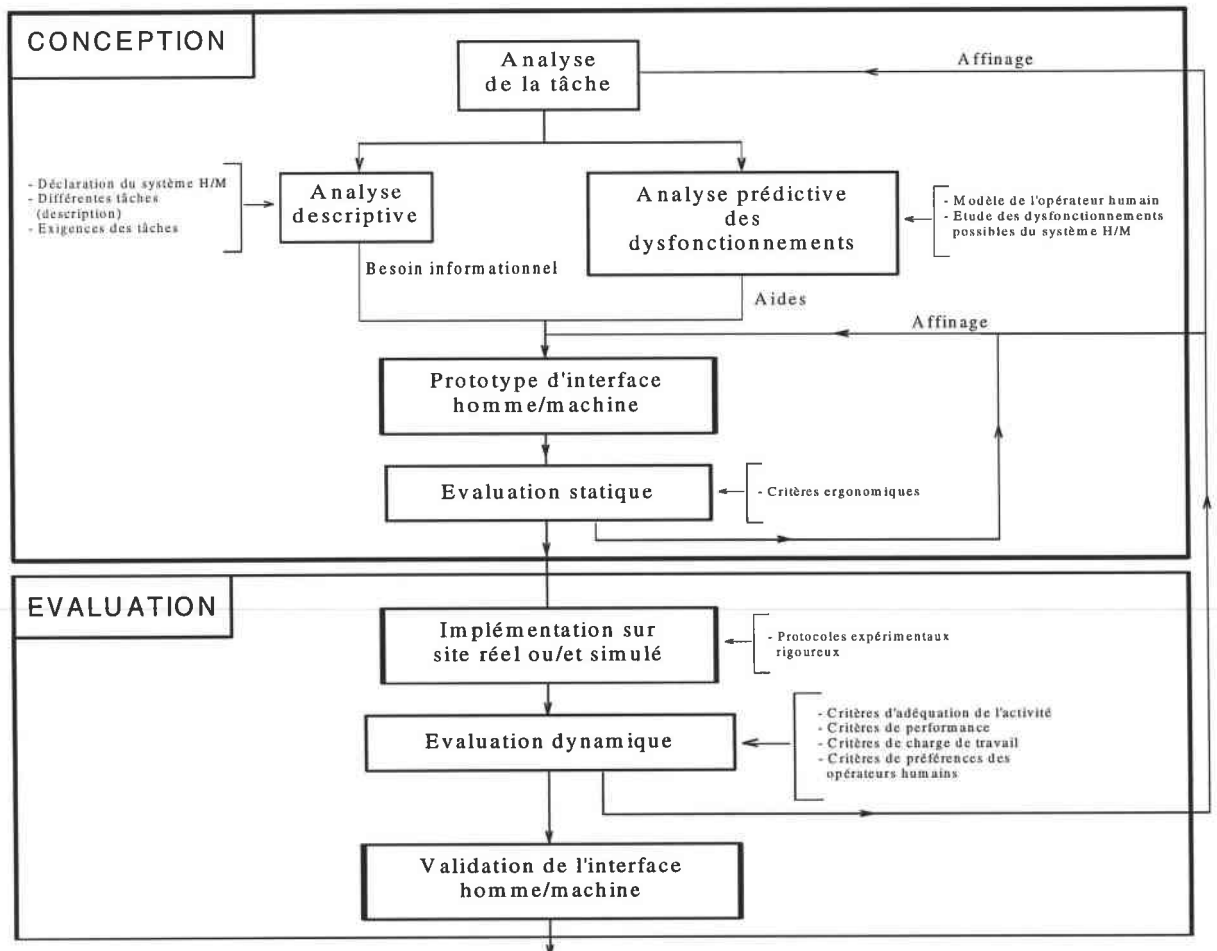 CONCEPTION
Analyse
de la tâche
Affinage
- Déclaration du système H/M
- Différentes tâches
(description)
- Exigences des tâches
Analyse
descriptive
Analyse prédictive
des
dysfonctionnements
- Modèle de l'opérateur humain
- Etude des dysfonctionnements
possibles du système H/M
Besoin informationnel
Aides
Affinage
Prototype d'interface
homme/machine
Evaluation statique
- Critères ergonomiques
EVALUATION
Implémentation sur
site réel ou/et simulé
- Protocoles expérimentaux
rigoureux
Evaluation dynamique
- Critères d'adéquation de l'activité
- Critères de performance
- Critères de charge de travail
- Critères de préférences des
opérateurs humains
Validation de l'interface
homme/machine